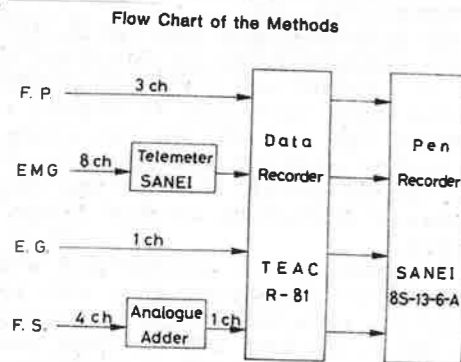 Flow Chart of the Methods
F. P.
3 ch
EMG
8 ch
Telemeter
SANEI
E. G.
1 ch
F. S.
4 ch
Analogue
Adder
1 ch
Data
Recorder
TEAC
R-81
Pen
Recorder
SANEI
8S-13-6-A